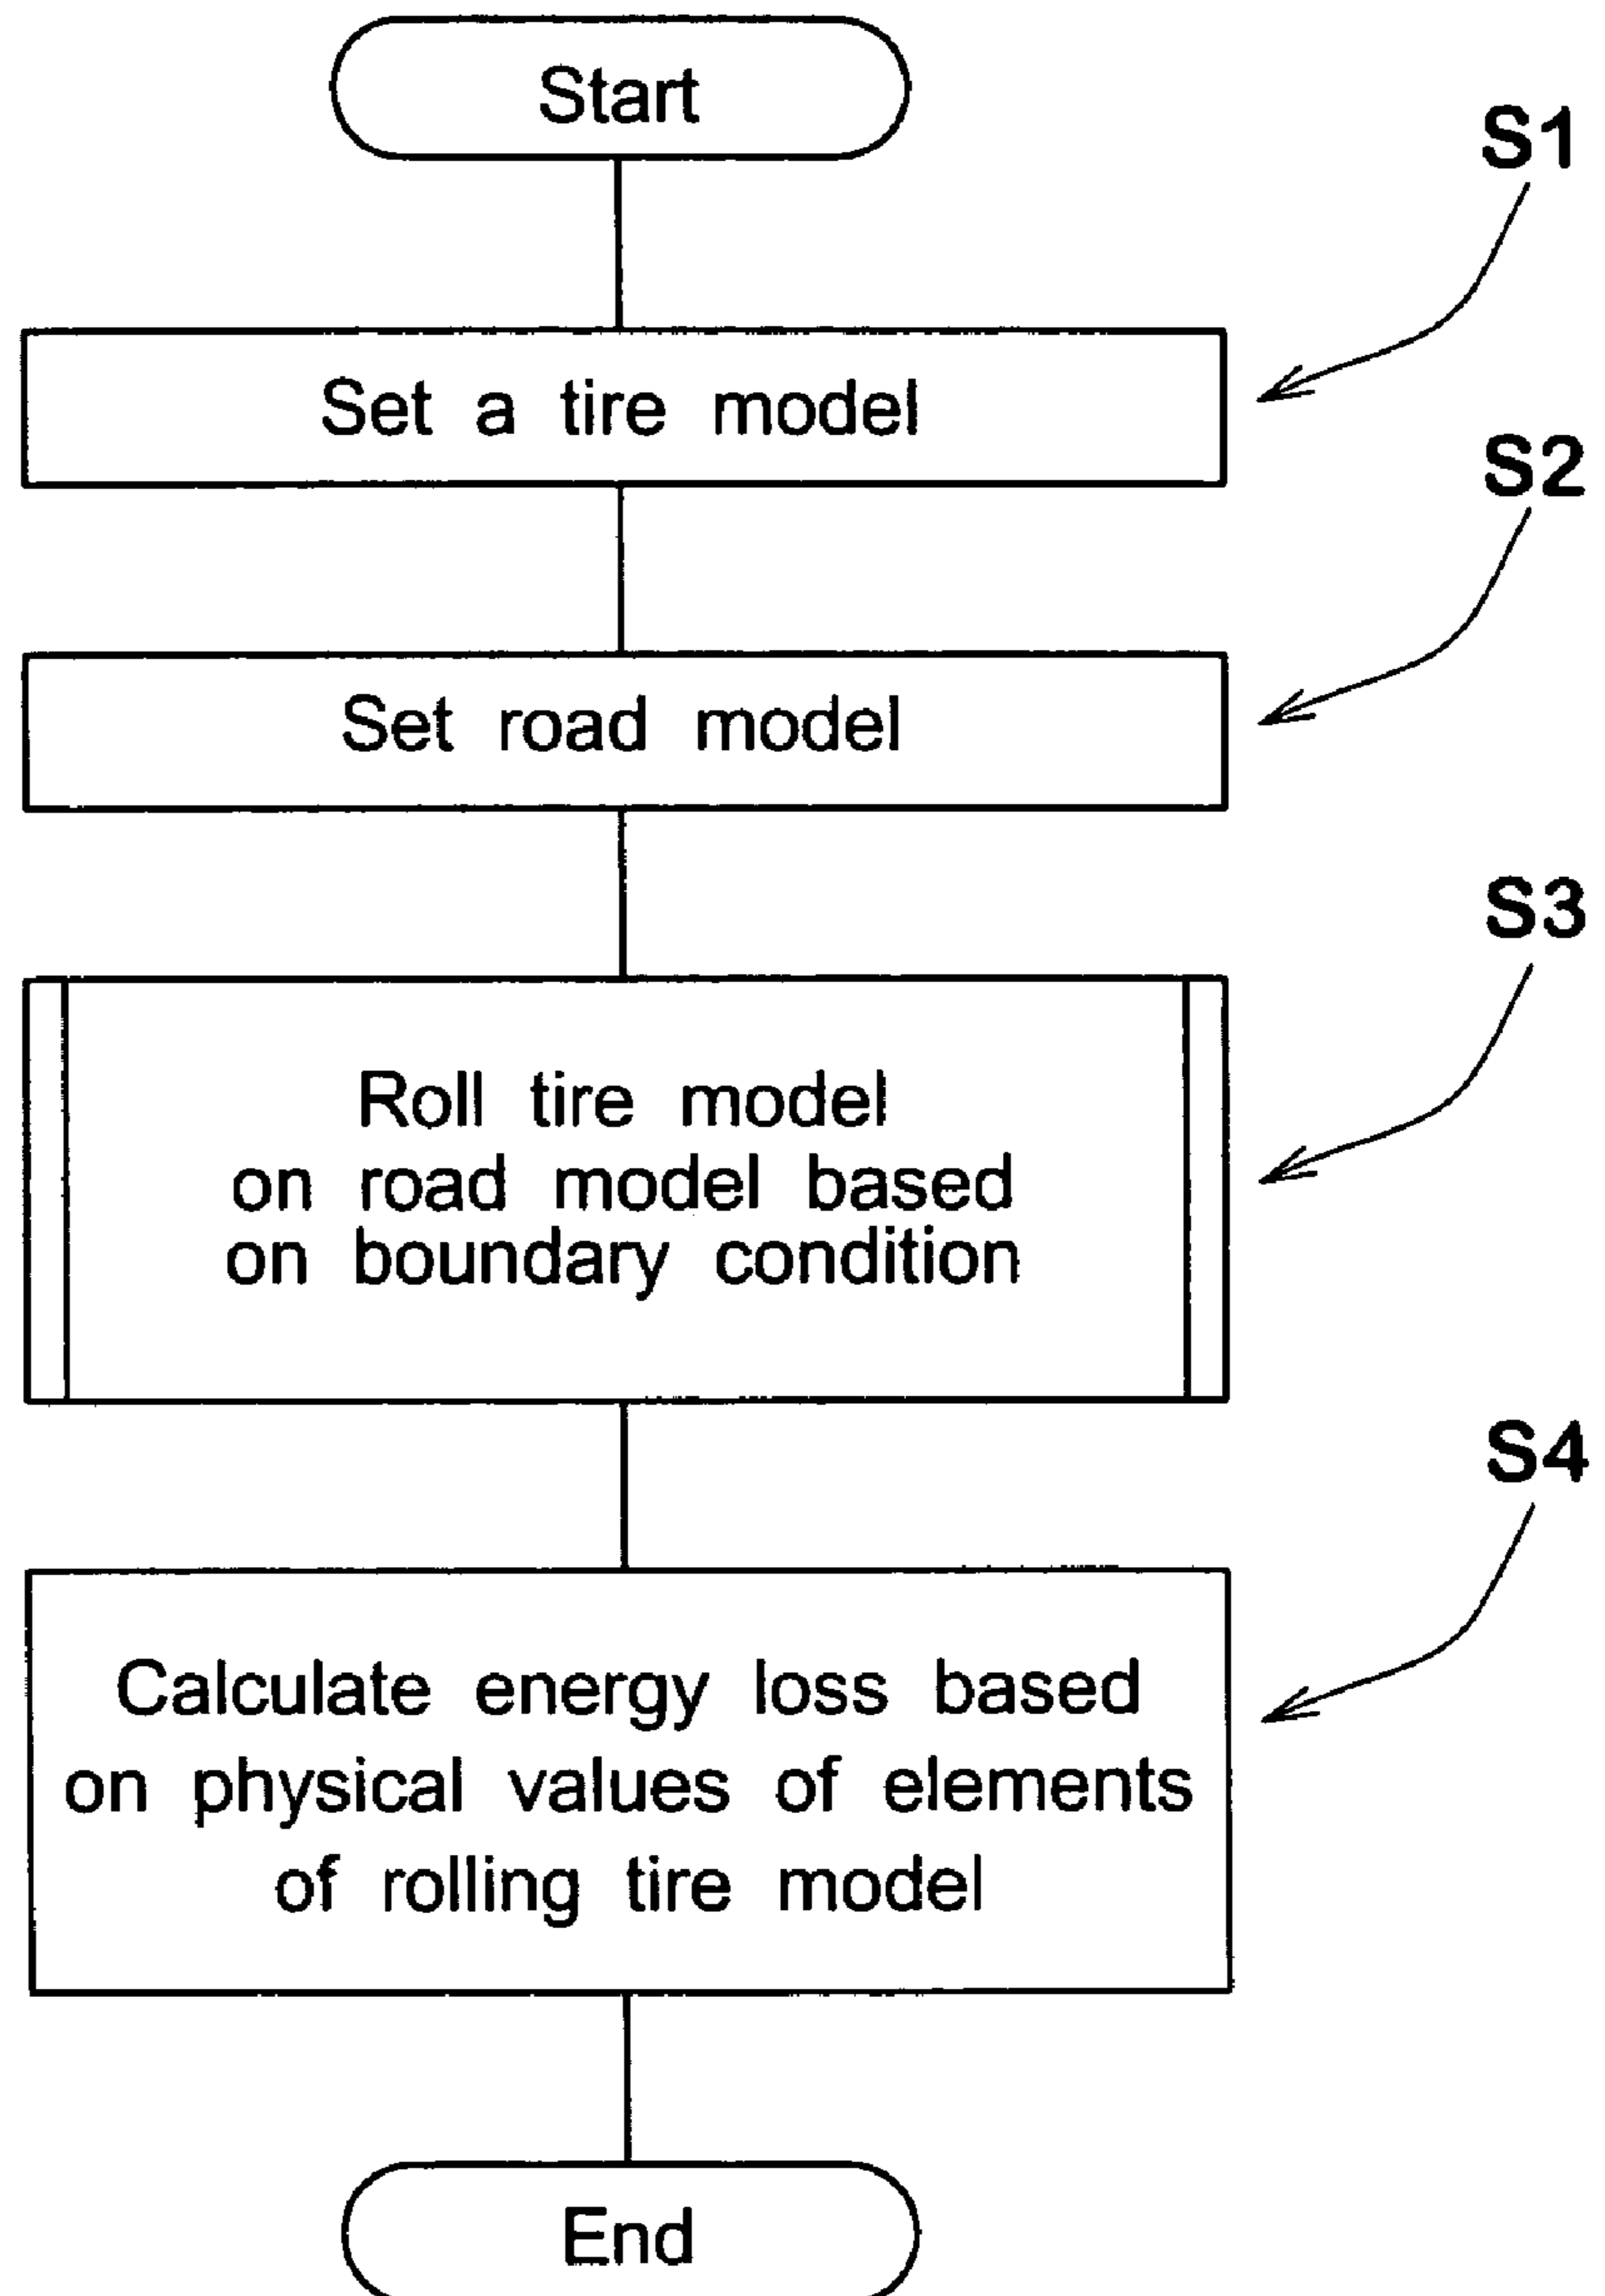 Start
S1
Set a tire model
S2
Set road model
S3
Roll tire model
on road model based
on boundary condition
S4
Calculate energy loss based
on physical values of elements
of rolling tire model
End